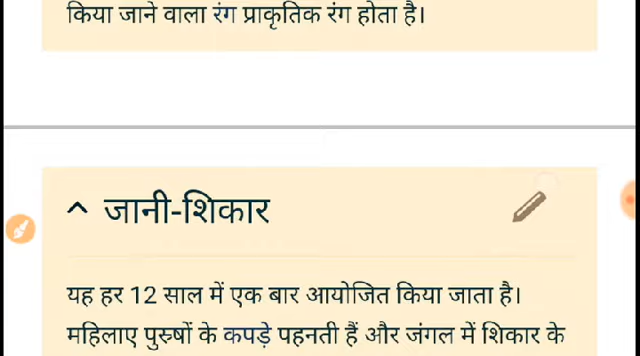 किया जाने वाला रंग प्राकृतिक रंग होता है।
जानी-शिकार
यह हर 12 साल में एक बार आयोजित किया जाता है।
महिलाए पुरुषों के कपड़े पहनती हैं और जंगल में शिकार के